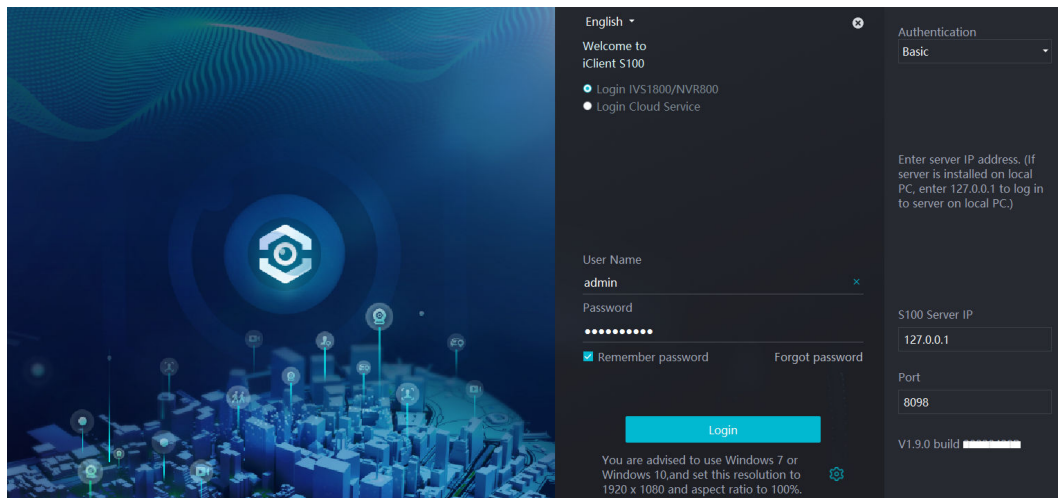 English
Welcome to
iClient S100
Login IVS1800/NVR800
Login Cloud Service
User Name
admin
Password
Remember password
Forgot password
Login
You are advised to use Windows 7 or
Windows 10,and set this resolution to
1920 x 1080 and aspect ratio to 100%.
Authentication
Basic
Enter server IP address. (If
server is installed on local
PC, enter 127.0.0.1 to log in
to server on local PC.)
S100 Server IP
127.0.0.1
Port
8098
V1.9.0 build